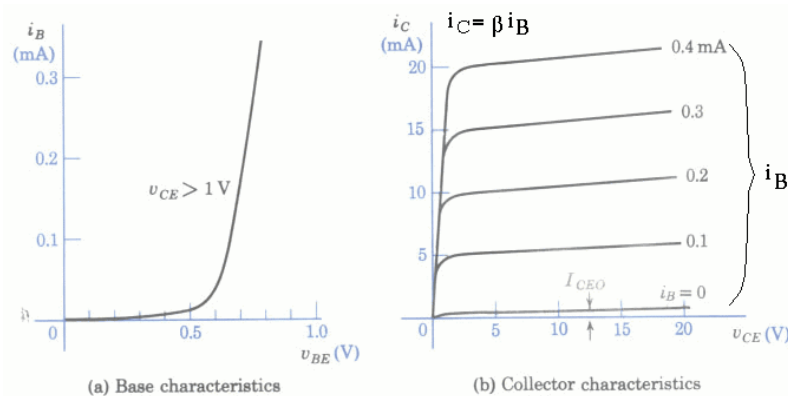 i_B
(mA)
0.3
0.2
0.1
v_CE > 1 V
0
0.5
1.0
v_BE (V)
(a) Base characteristics
i_C
(mA)
i_C = β i_B
20
15
10
5
0.4 mA
0.3
0.2
0.1
i_B = 0
I_CEO
i_B
0
5
10
15
20
v_CE (V)
(b) Collector characteristics